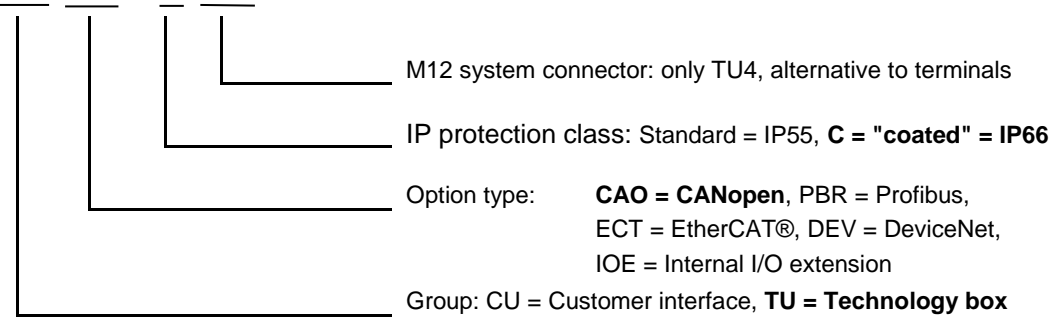 M12 system connector: only TU4, alternative to terminals
IP protection class: Standard = IP55, C = "coated" = IP66
Option type: CAO = CANopen, PBR = Profibus,
ECT = EtherCAT®, DEV = DeviceNet,
IOE = Internal I/O extension
Group: CU = Customer interface, TU = Technology box